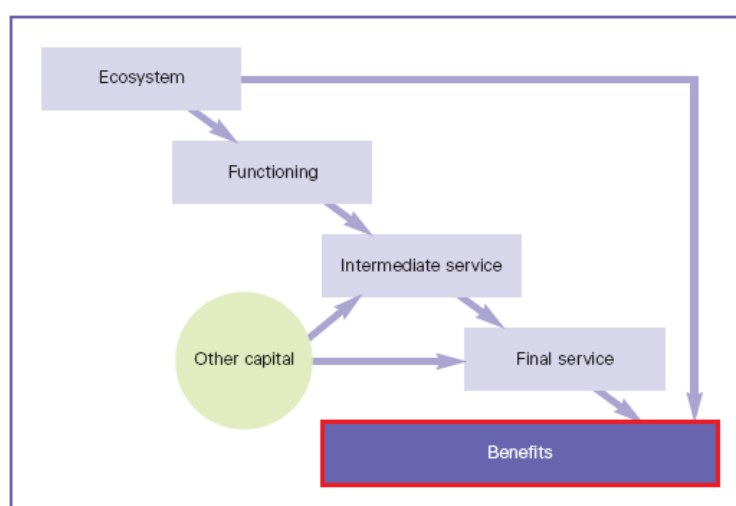 Ecosystem
Functioning
Intermediate service
Other capital
Final service
Benefits